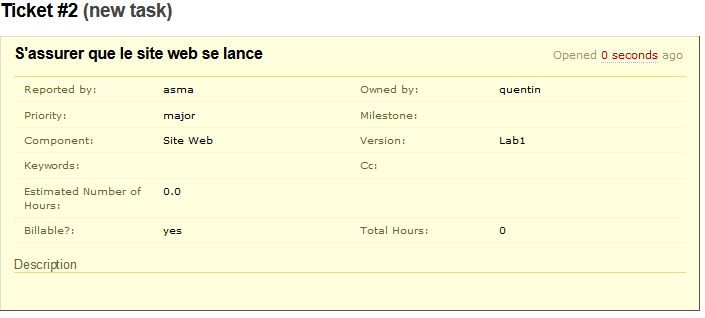 Ticket #2 (new task)
S'assurer que le site web se lance
Opened 0 seconds ago
Reported by: asma Owned by: quentin
Priority: major Milestone:
Component: Site Web Version: Lab1
Keywords: Cc:
Estimated Number of 0.0
Hours:
Billable?: yes Total Hours: 0
Description